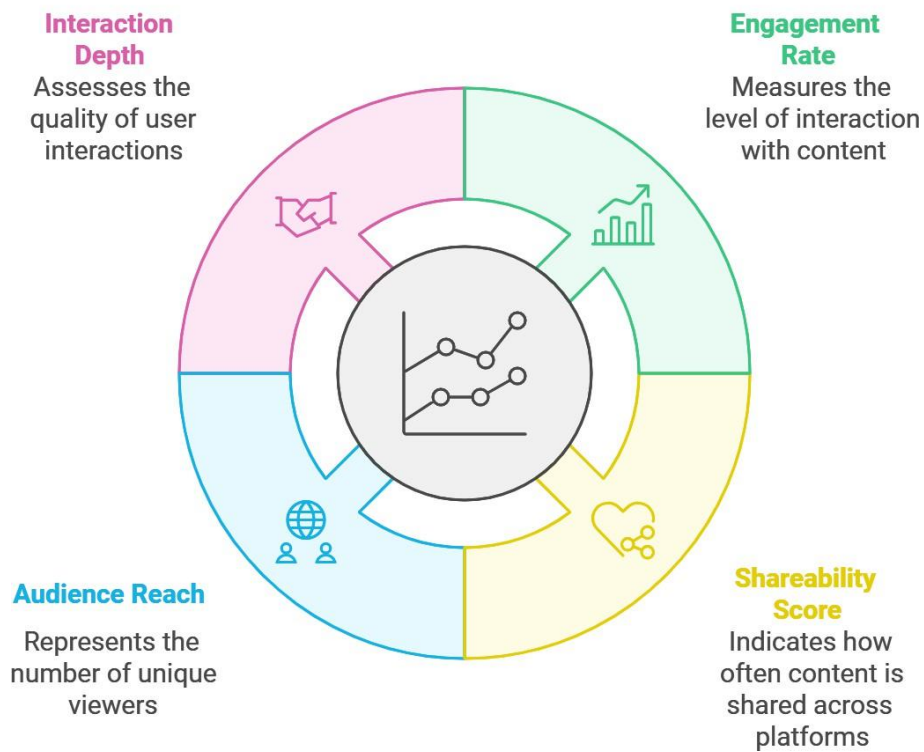 Interaction
Depth
Assesses the
quality of user
interactions
Engagement
Rate
Measures the
level of interaction
with content
Audience Reach
Represents the
number of unique
viewers
Shareability
Score
Indicates how
often content is
shared across
platforms